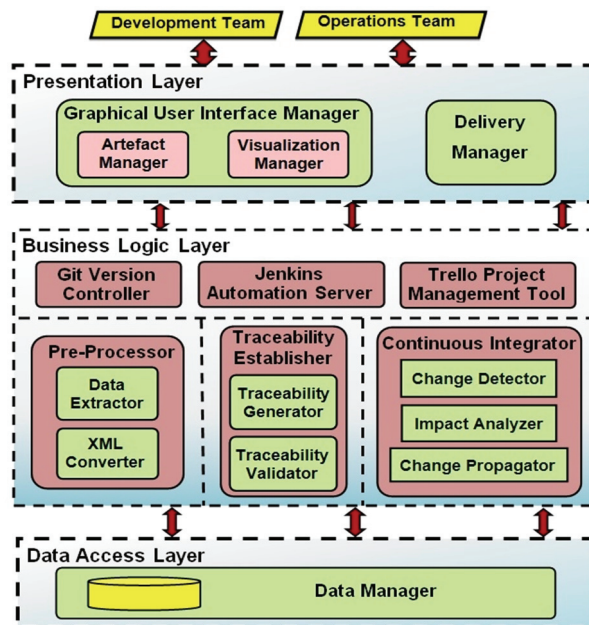 Development Team
Operations Team
Presentation Layer
Graphical User Interface Manager
Artefact
Manager
Visualization
Manager
Delivery
Manager
Business Logic Layer
Git Version
Controller
Jenkins
Automation Server
Trello Project
Management Tool
Pre-Processor
Data
Extractor
XML
Converter
Traceability
Establisher
Traceability
Generator
Traceability
Validator
Continuous Integrator
Change Detector
Impact Analyzer
Change Propagator
Data Access Layer
Data Manager